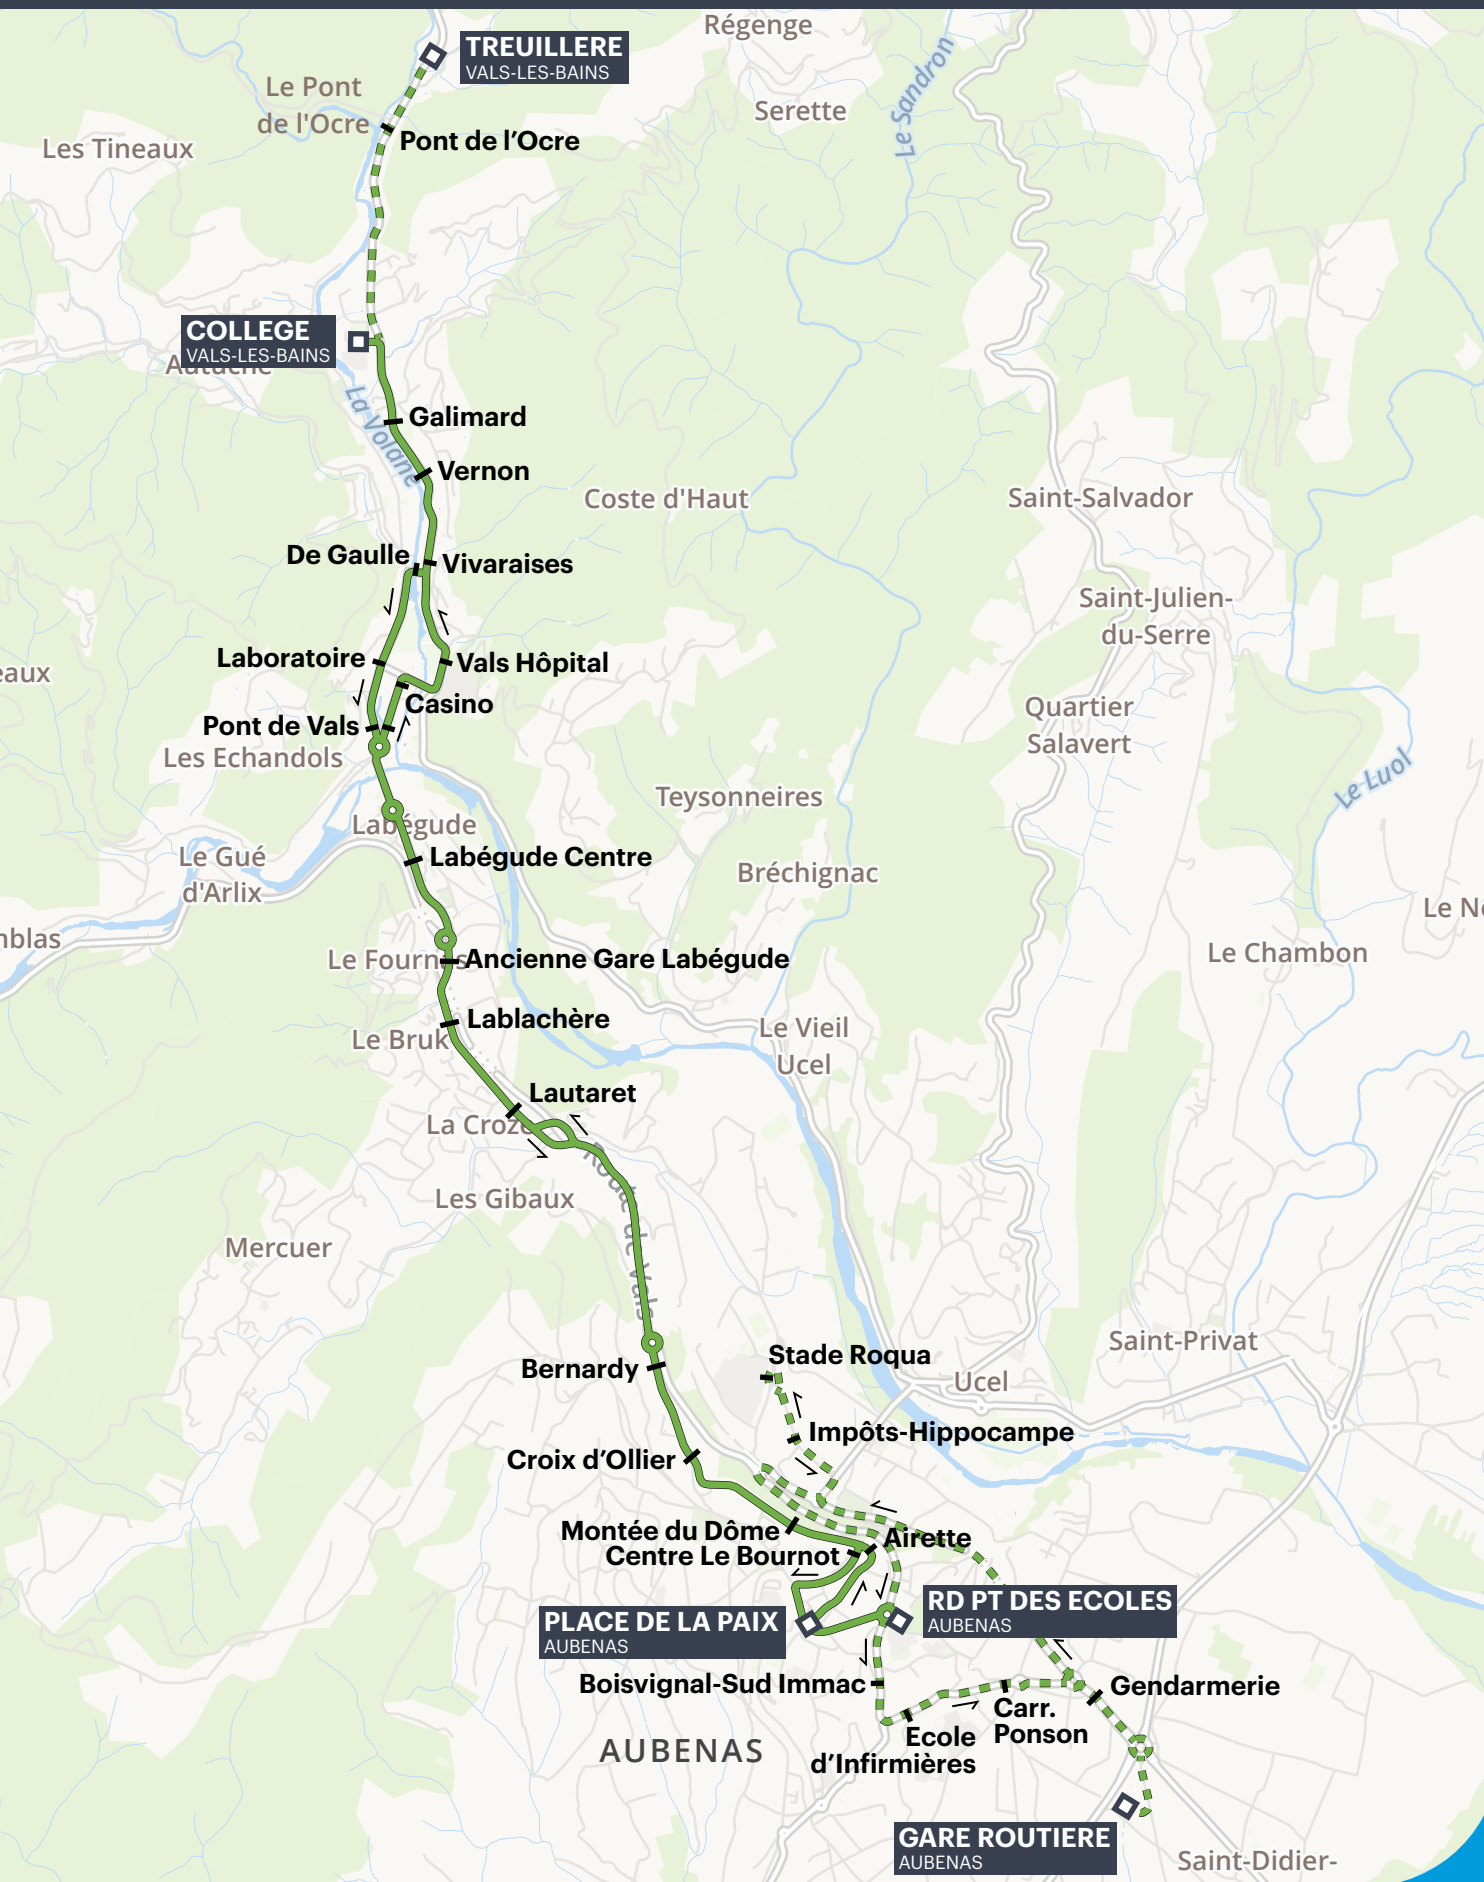 Régenge
TREUILLERE
VALS-LES-BAINS
Le Sandron
Le Pont
de l'Ocre
Serette
Les Tineaux
Pont de l’Ocre
COLLEGE
VALS-LES-BAINS
La Volane
Galimard
Vernon
Coste d'Haut
Saint-Salvador
De Gaulle
Vivaraises
Saint-Julien-
du-Serre
Laboratoire
Vals Hôpital
eaux
Casino
Quartier
Salavert
Pont de Vals
Les Echandols
Le Luol
Teysonneires
Labégude
Le Gué
d'Arlix
Labégude Centre
Bréchignac
Le N
mblas
Le Chambon
Ancienne Gare Labégude
Lablachère
Le Vieil
Ucel
Le Bruk
Lautaret
La Croze
Route de Vals
Les Gibaux
Mercuer
Saint-Privat
Stade Roqua
Bernardy
Ucel
Impôts-Hippocampe
Croix d’Ollier
Montée du Dôme
Airette
Centre Le Bournot
RD PT DES ECOLES
AUBENAS
PLACE DE LA PAIX
AUBENAS
Boisvignal-Sud Immac
Gendarmerie
Carr.
Ponson
Ecole
d’Infirmières
AUBENAS
GARE ROUTIERE
AUBENAS
Saint-Didier-